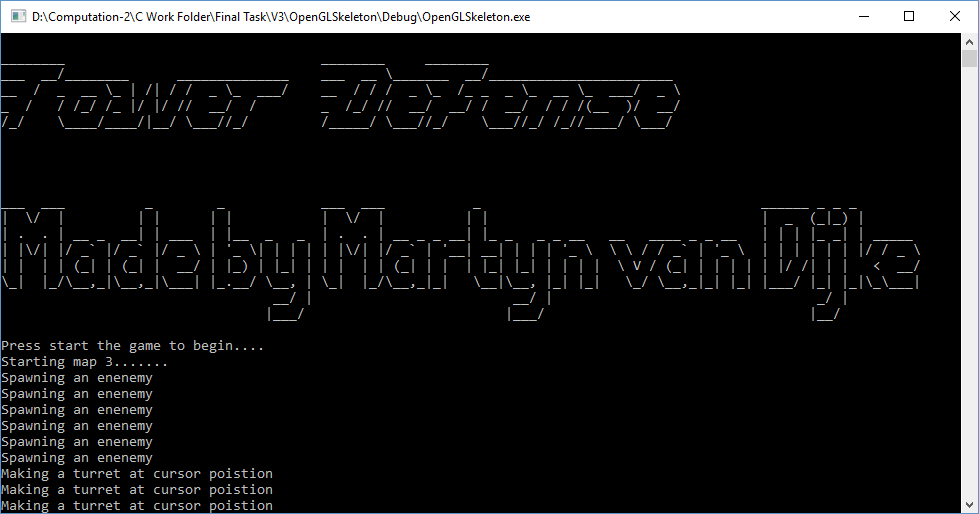 D:\Computation-2\C Work Folder\Final Task\V3\OpenGLSkeleton\Debug\OpenGLSkeleton.exe
Tower Defense
Made by Martyn van Dijke
Press start the game to begin....
Starting map 3.......
Spawning an enenemy
Spawning an enenemy
Spawning an enenemy
Spawning an enenemy
Spawning an enenemy
Spawning an enenemy
Making a turret at cursor poistion
Making a turret at cursor poistion
Making a turret at cursor poistion